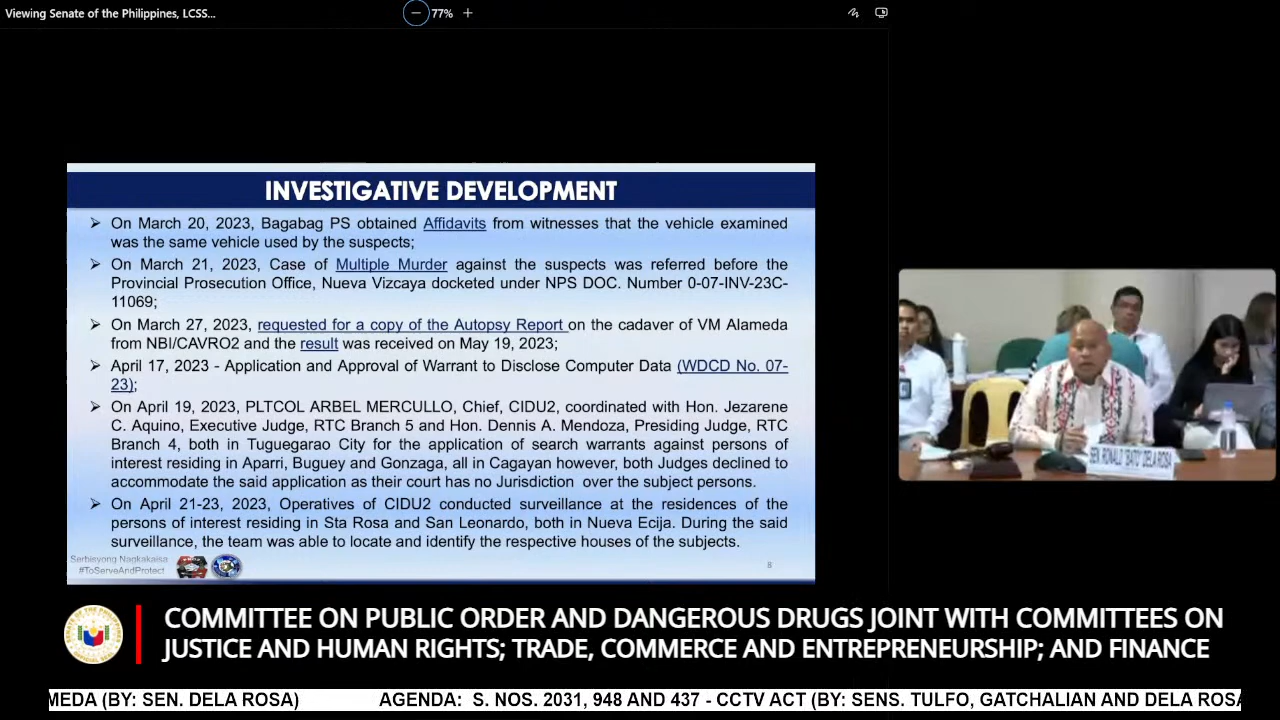 Viewing Senate of the Philippines, LCSS...
77%
INVESTIGATIVE DEVELOPMENT
➢ On March 20, 2023, Bagabag PS obtained Affidavits from witnesses that the vehicle examined
was the same vehicle used by the suspects;
➢ On March 21, 2023, Case of Multiple Murder against the suspects was referred before the
Provincial Prosecution Office, Nueva Vizcaya docketed under NPS DOC. Number 0-07-INV-23C-
11069;
➢ On March 27, 2023, requested for a copy of the Autopsy Report on the cadaver of VM Alameda
from NBI/CAVRO2 and the result was received on May 19, 2023;
➢ April 17, 2023 - Application and Approval of Warrant to Disclose Computer Data (WDCD No. 07-
23);
➢ On April 19, 2023, PLTCOL ARBEL MERCULLO, Chief, CIDU2, coordinated with Hon. Jezarene
C. Aquino, Executive Judge, RTC Branch 5 and Hon. Dennis A. Mendoza, Presiding Judge, RTC
Branch 4, both in Tuguegarao City for the application of search warrants against persons of
interest residing in Aparri, Buguey and Gonzaga, all in Cagayan however, both Judges declined to
accommodate the said application as their court has no Jurisdiction over the subject persons.
➢ On April 21-23, 2023, Operatives of CIDU2 conducted surveillance at the residences of the
persons of interest residing in Sta Rosa and San Leonardo, both in Nueva Ecija. During the said
surveillance, the team was able to locate and identify the respective houses of the subjects.
Serbisyong Nagkakaisa
#ToServeAndProtect
8
SEN. RONALD "BATO" DELA ROSA
COMMITTEE ON PUBLIC ORDER AND DANGEROUS DRUGS JOINT WITH COMMITTEES ON
JUSTICE AND HUMAN RIGHTS; TRADE, COMMERCE AND ENTREPRENEURSHIP; AND FINANCE
MEDA (BY: SEN. DELA ROSA) AGENDA: S. NOS. 2031, 948 AND 437 - CCTV ACT (BY: SENS. TULFO, GATCHALIAN AND DELA ROSA